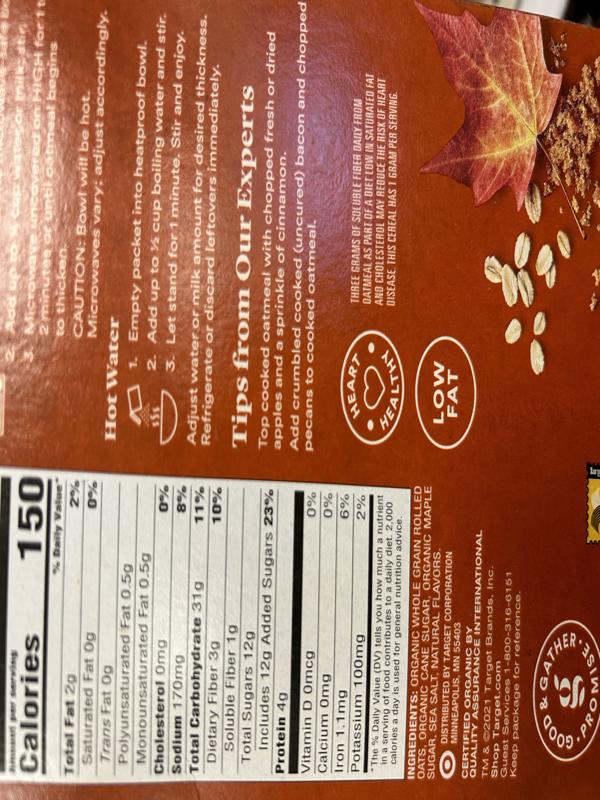 to thicken.
CAUTION: Bowl will be hot.
Microwaves vary; adjust accordingly.
Hot Water
1. Empty packet into heatproof bowl.
2. Add up to ½ cup boiling water and stir.
3. Let stand for 1 minute. Stir and enjoy.
Adjust water or milk amount for desired thickness.
Refrigerate or discard leftovers immediately.
Tips from Our Experts
Top cooked oatmeal with chopped fresh or dried
apples and a sprinkle of cinnamon.
Add crumbled cooked (uncured) bacon and chopped
pecans to cooked oatmeal.
HEART
HEALTHY
THREE GRAMS OF SOLUBLE FIBER DAILY FROM
OATMEAL AS PART OF A DIET LOW IN SATURATED FAT
AND CHOLESTEROL MAY REDUCE THE RISK OF HEART
DISEASE. THIS CEREAL HAS 1 GRAM PER SERVING.
LOW
FAT
Amount per serving
Calories 150
% Daily Value*
Total Fat 2g 2%
Saturated Fat 0g 0%
Trans Fat 0g
Polyunsaturated Fat 0.5g
Monounsaturated Fat 0.5g
Cholesterol 0mg 0%
Sodium 170mg 8%
Total Carbohydrate 31g 11%
Dietary Fiber 3g 10%
Soluble Fiber 1g
Total Sugars 12g
Includes 12g Added Sugars 23%
Protein 4g
Vitamin D 0mcg 0%
Calcium 0mg 0%
Iron 1.1mg 6%
Potassium 100mg 2%
*The % Daily Value (DV) tells you how much a nutrient
in a serving of food contributes to a daily diet. 2,000
calories a day is used for general nutrition advice.
INGREDIENTS: ORGANIC WHOLE GRAIN ROLLED
OATS, ORGANIC CANE SUGAR, ORGANIC MAPLE
SUGAR, SEA SALT, NATURAL FLAVORS.
DISTRIBUTED BY TARGET CORPORATION
MINNEAPOLIS, MN 55403
CERTIFIED ORGANIC BY
QUALITY ASSURANCE INTERNATIONAL
TM & ©2021 Target Brands, Inc.
Shop Target.com
Guest Services 1-800-316-6151
Keep package for reference.
GOOD & GATHER
g